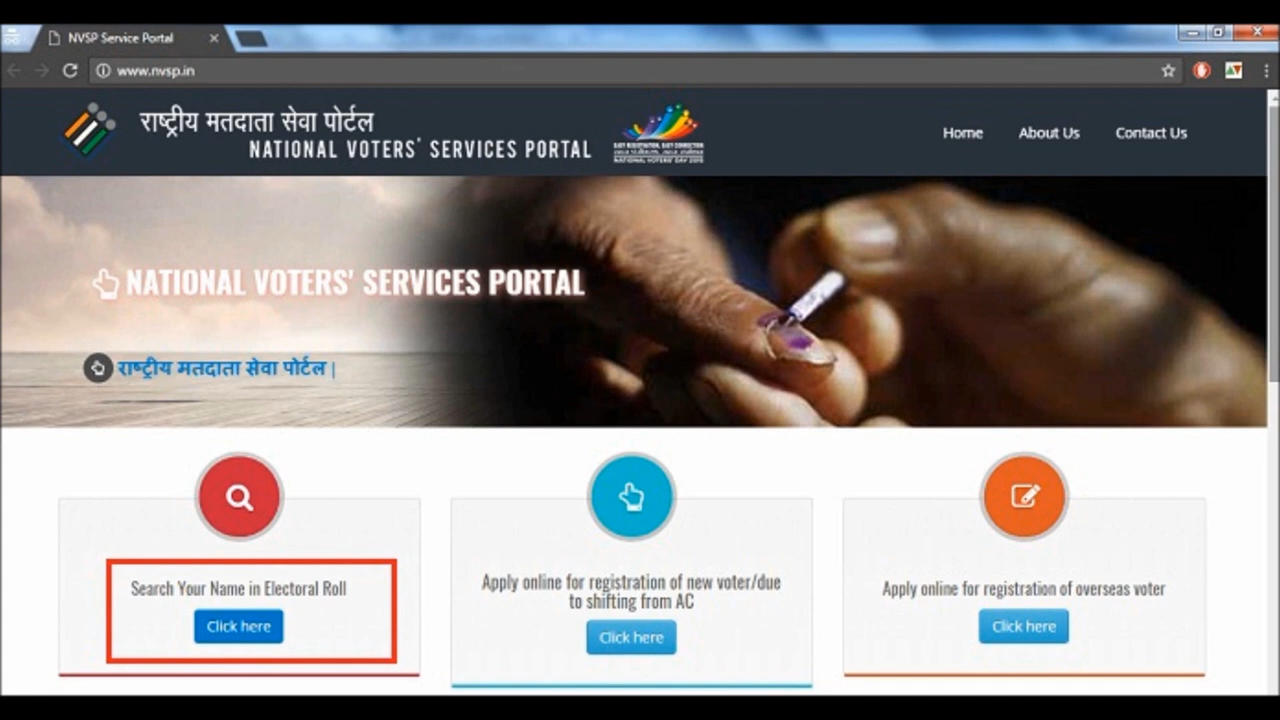 NVSP Service Portal
www.nvsp.in
राष्ट्रीय मतदाता सेवा पोर्टल
NATIONAL VOTERS' SERVICES PORTAL
Home
About Us
Contact Us
NATIONAL VOTERS' SERVICES PORTAL
राष्ट्रीय मतदाता सेवा पोर्टल |
Search Your Name in Electoral Roll
Click here
Apply online for registration of new voter/due
to shifting from AC
Click here
Apply online for registration of overseas voter
Click here